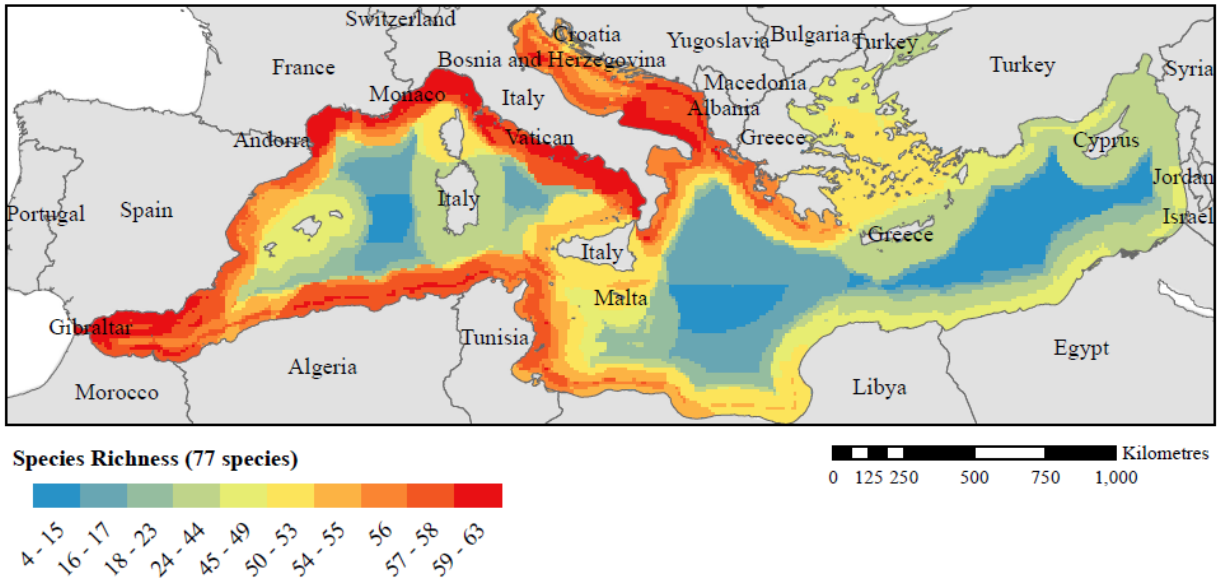 Switzerland
Croatia
Yugoslavia
Bulgaria
Turkey
Bosnia and Herzegovina
France
Turkey
Syria
Macedonia
Monaco
Italy
Albania
Andorra
Vatican
Greece
Cyprus
Jordan
Portugal
Spain
Italy
Israel
Greece
Italy
Malta
Gibraltar
Tunisia
Egypt
Algeria
Morocco
Libya
Species Richness (77 species)
4 - 15
16 - 17
18 - 23
24 - 44
45 - 49
50 - 53
54 - 55
56
57 - 58
59 - 63
Kilometres
0 125 250 500 750 1,000